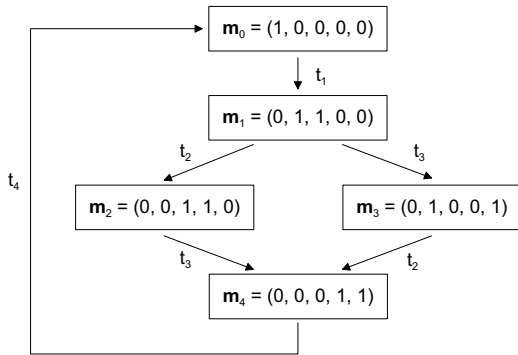 m₀ = (1, 0, 0, 0, 0)
t₁
m₁ = (0, 1, 1, 0, 0)
t₂ t₃
t₄
m₂ = (0, 0, 1, 1, 0) m₃ = (0, 1, 0, 0, 1)
t₃ t₂
m₄ = (0, 0, 0, 1, 1)